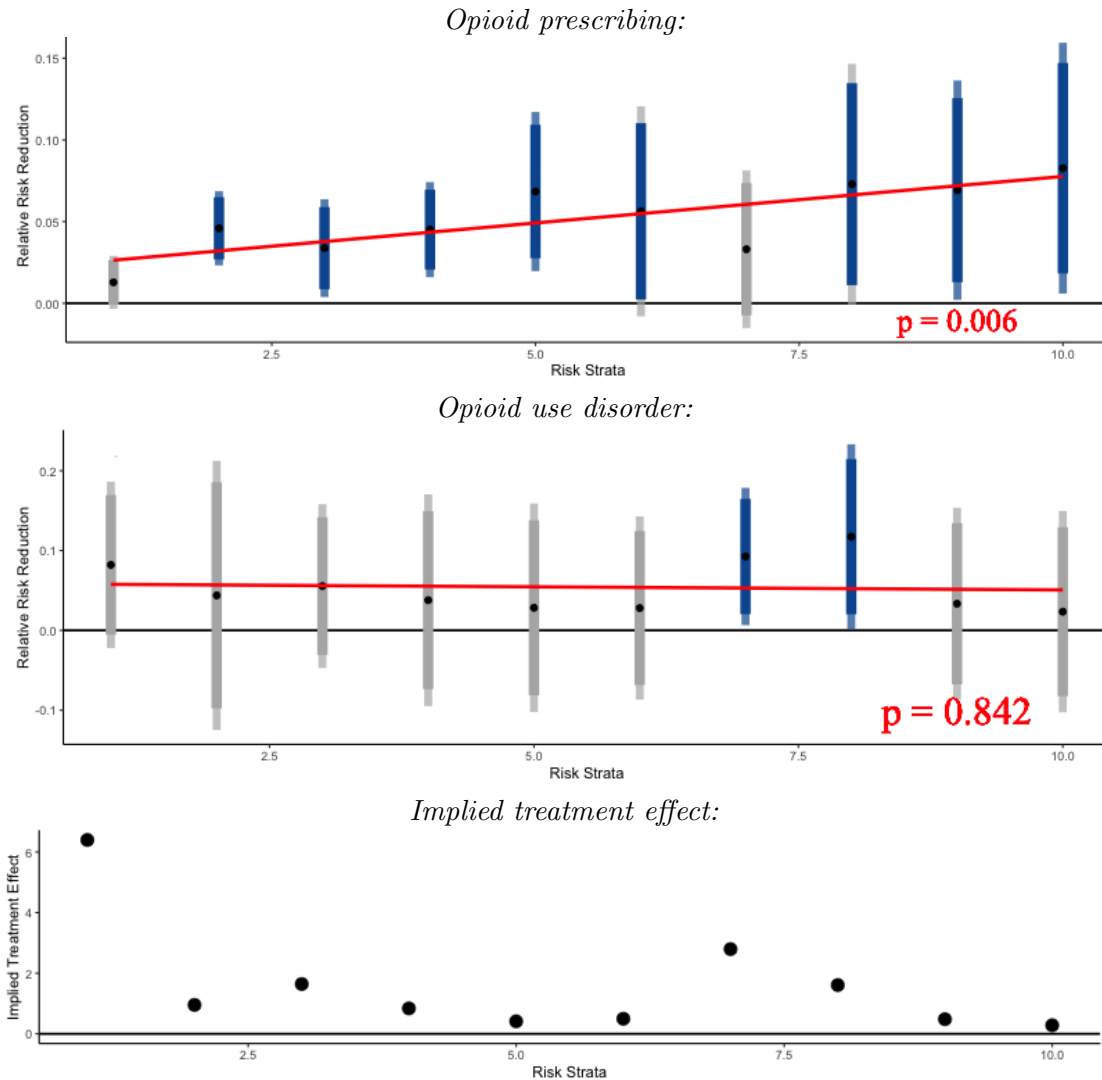 Opioid prescribing:
Relative Risk Reduction
0.15
0.10
0.05
0.00
p = 0.006
2.5 5.0 7.5 10.0
Risk Strata
Opioid use disorder:
Relative Risk Reduction
0.2
0.1
0.0
-0.1
p = 0.842
2.5 5.0 7.5 10.0
Risk Strata
Implied treatment effect:
Implied Treatment Effect
6
4
2
0
2.5 5.0 7.5 10.0
Risk Strata